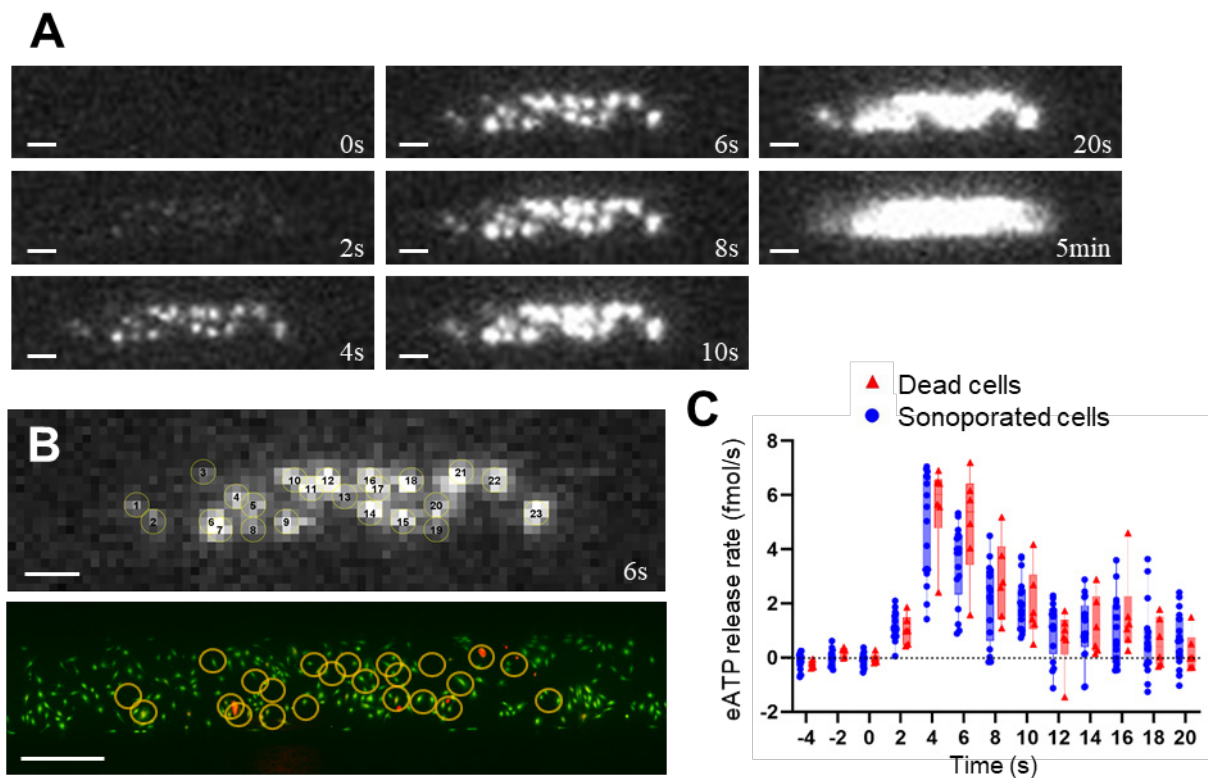 A
0s
6s
20s
2s
8s
5min
4s
10s
B
1
2
3
4
5
6
7
8
9
10
11
12
13
14
15
16
17
18
19
20
21
22
23
6s
C
Dead cells
Sonoporated cells
eATP release rate (fmol/s)
8
6
4
2
0
-2
-4 -2 0 2 4 6 8 10 12 14 16 18 20
Time (s)